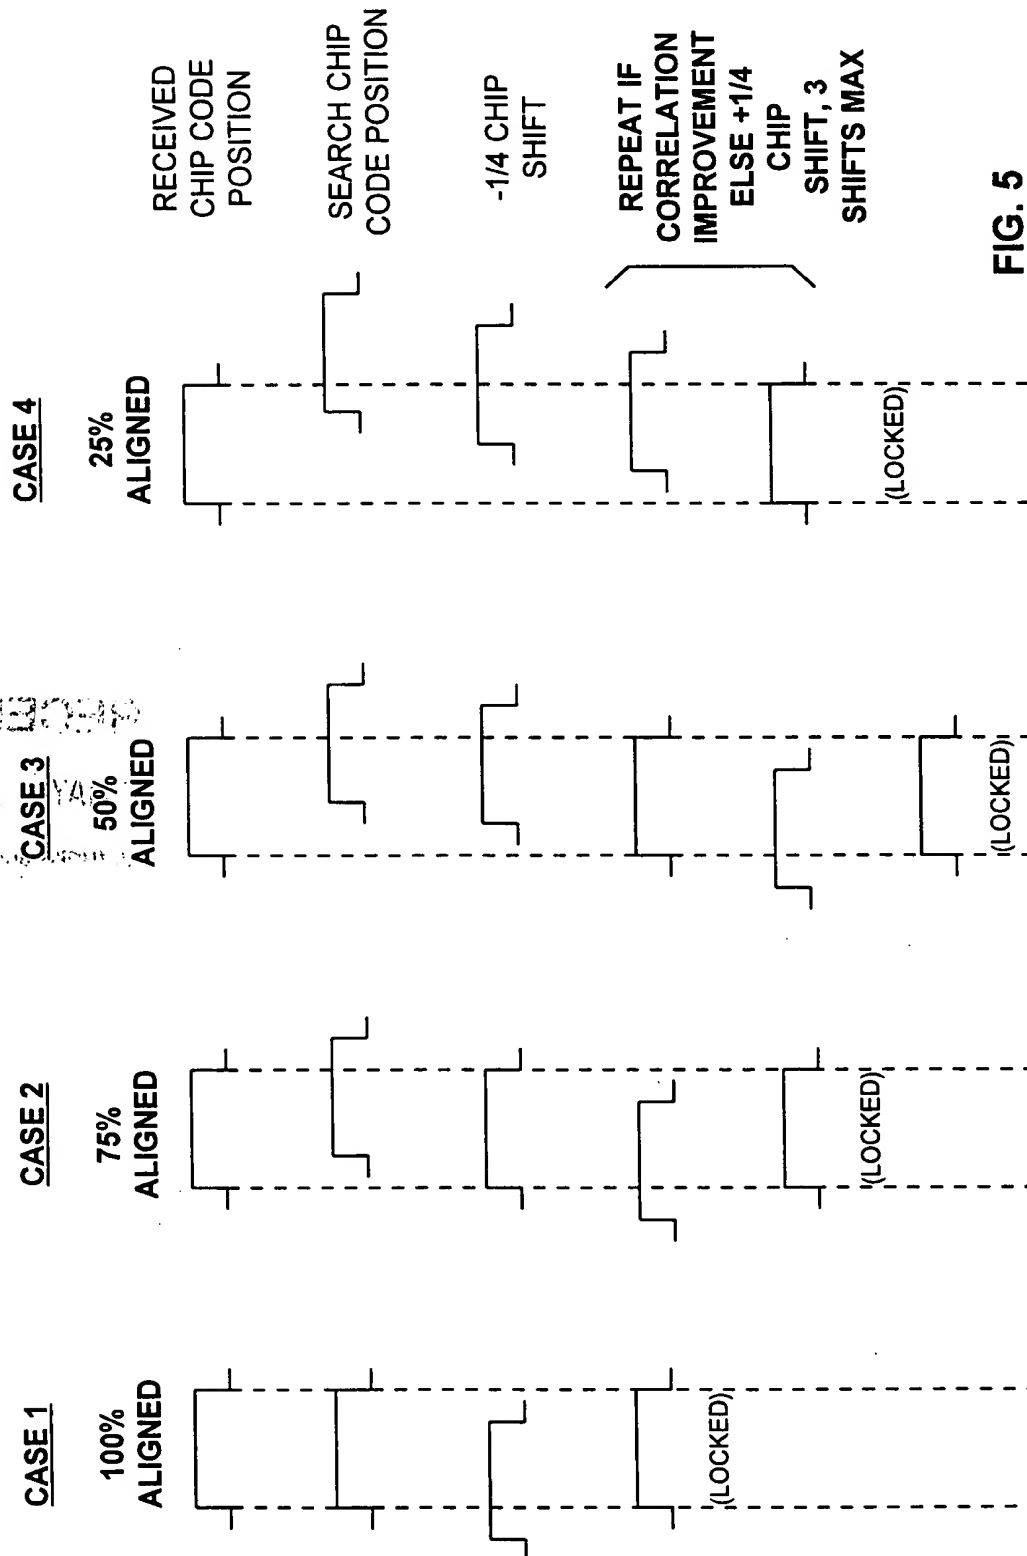 CASE 1
100%
ALIGNED
(LOCKED)
CASE 2
75%
ALIGNED
(LOCKED)
CASE 3
50%
ALIGNED
(LOCKED)
CASE 4
25%
ALIGNED
(LOCKED)
RECEIVED
CHIP CODE
POSITION
SEARCH CHIP
CODE POSITION
-1/4 CHIP
SHIFT
REPEAT IF
CORRELATION
IMPROVEMENT
ELSE +1/4
CHIP
SHIFT, 3
SHIFTS MAX
FIG. 5